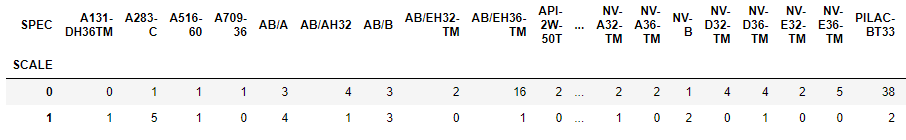 SPEC A131-DH36TM A283-C A516-60 A709-36 AB/A AB/AH32 AB/B AB/EH32-TM AB/EH36-TM API-2W-50T ... NV-A32-TM NV-A36-TM NV-B NV-D32-TM NV-D36-TM NV-E32-TM NV-E36-TM PILAC-BT33
SCALE
0 0 1 1 1 3 4 3 2 16 2 ... 2 2 1 4 4 2 5 38
1 1 5 1 0 4 1 3 0 1 0 ... 1 0 2 0 1 0 0 2